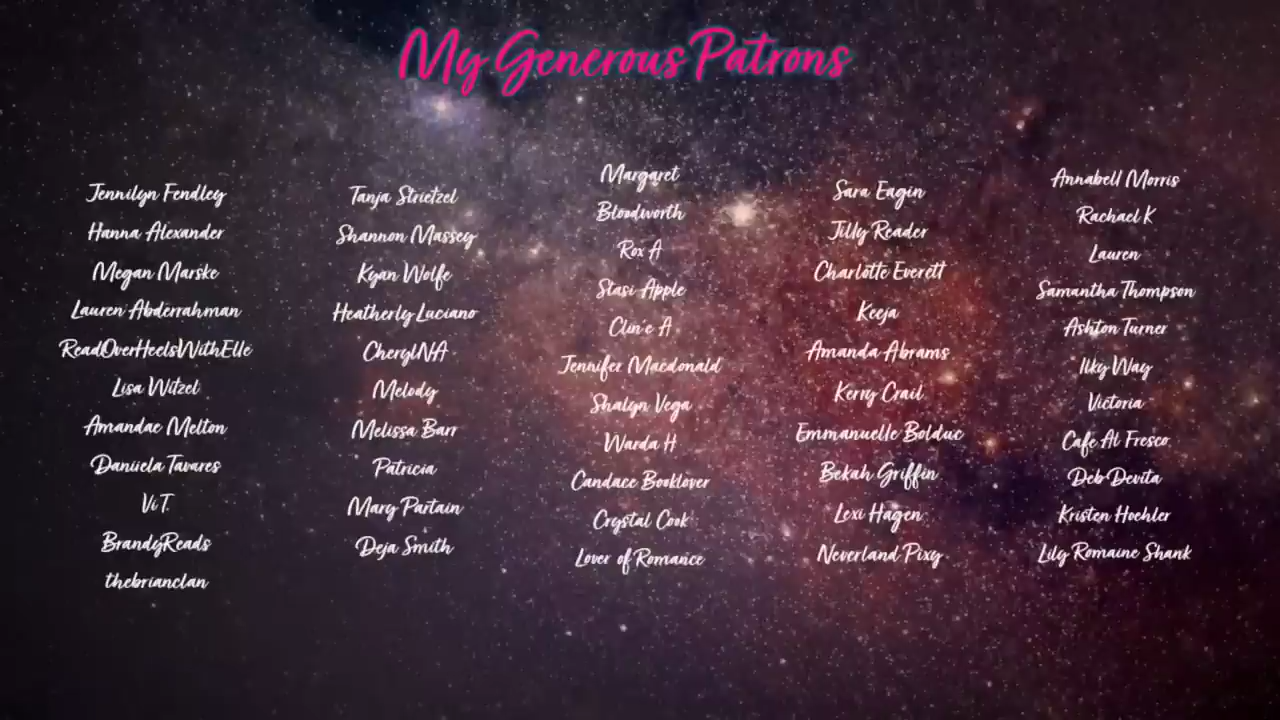 My Generous Patrons
Jennilyn Fendley
Hanna Alexander
Megan Marske
Lauren Abderrahman
ReadOverHeelsWithElle
Lisa Witzel
Amandae Melton
Daniiela Tavares
Vi T.
BrandyReads
thebrianclan
Tanja Strietzel
Shannon Massey
Kyan Wolfe
Heatherly Luciano
CherylNA
Melody
Melissa Barr
Patricia
Mary Partain
Deja Smith
Margaret
Bloodworth
Rox A
Stasi Apple
Clin'e A
Jennifer Macdonald
Shalyn Vega
Warda H
Candace Booklover
Crystal Cook
Lover of Romance
Sara Eagin
Jilly Reader
Charlotte Everett
Keeja
Amanda Abrams
Kerry Crail
Emmanuelle Bolduc
Bekah Griffin
Lexi Hagen
Neverland Pixy
Annabell Morris
Rachael K
Lauren
Samantha Thompson
Ashton Turner
Ilky Way
Victoria
Cafe Al Fresco
Deb Devita
Kristen Hoehler
Lily Romaine Shank